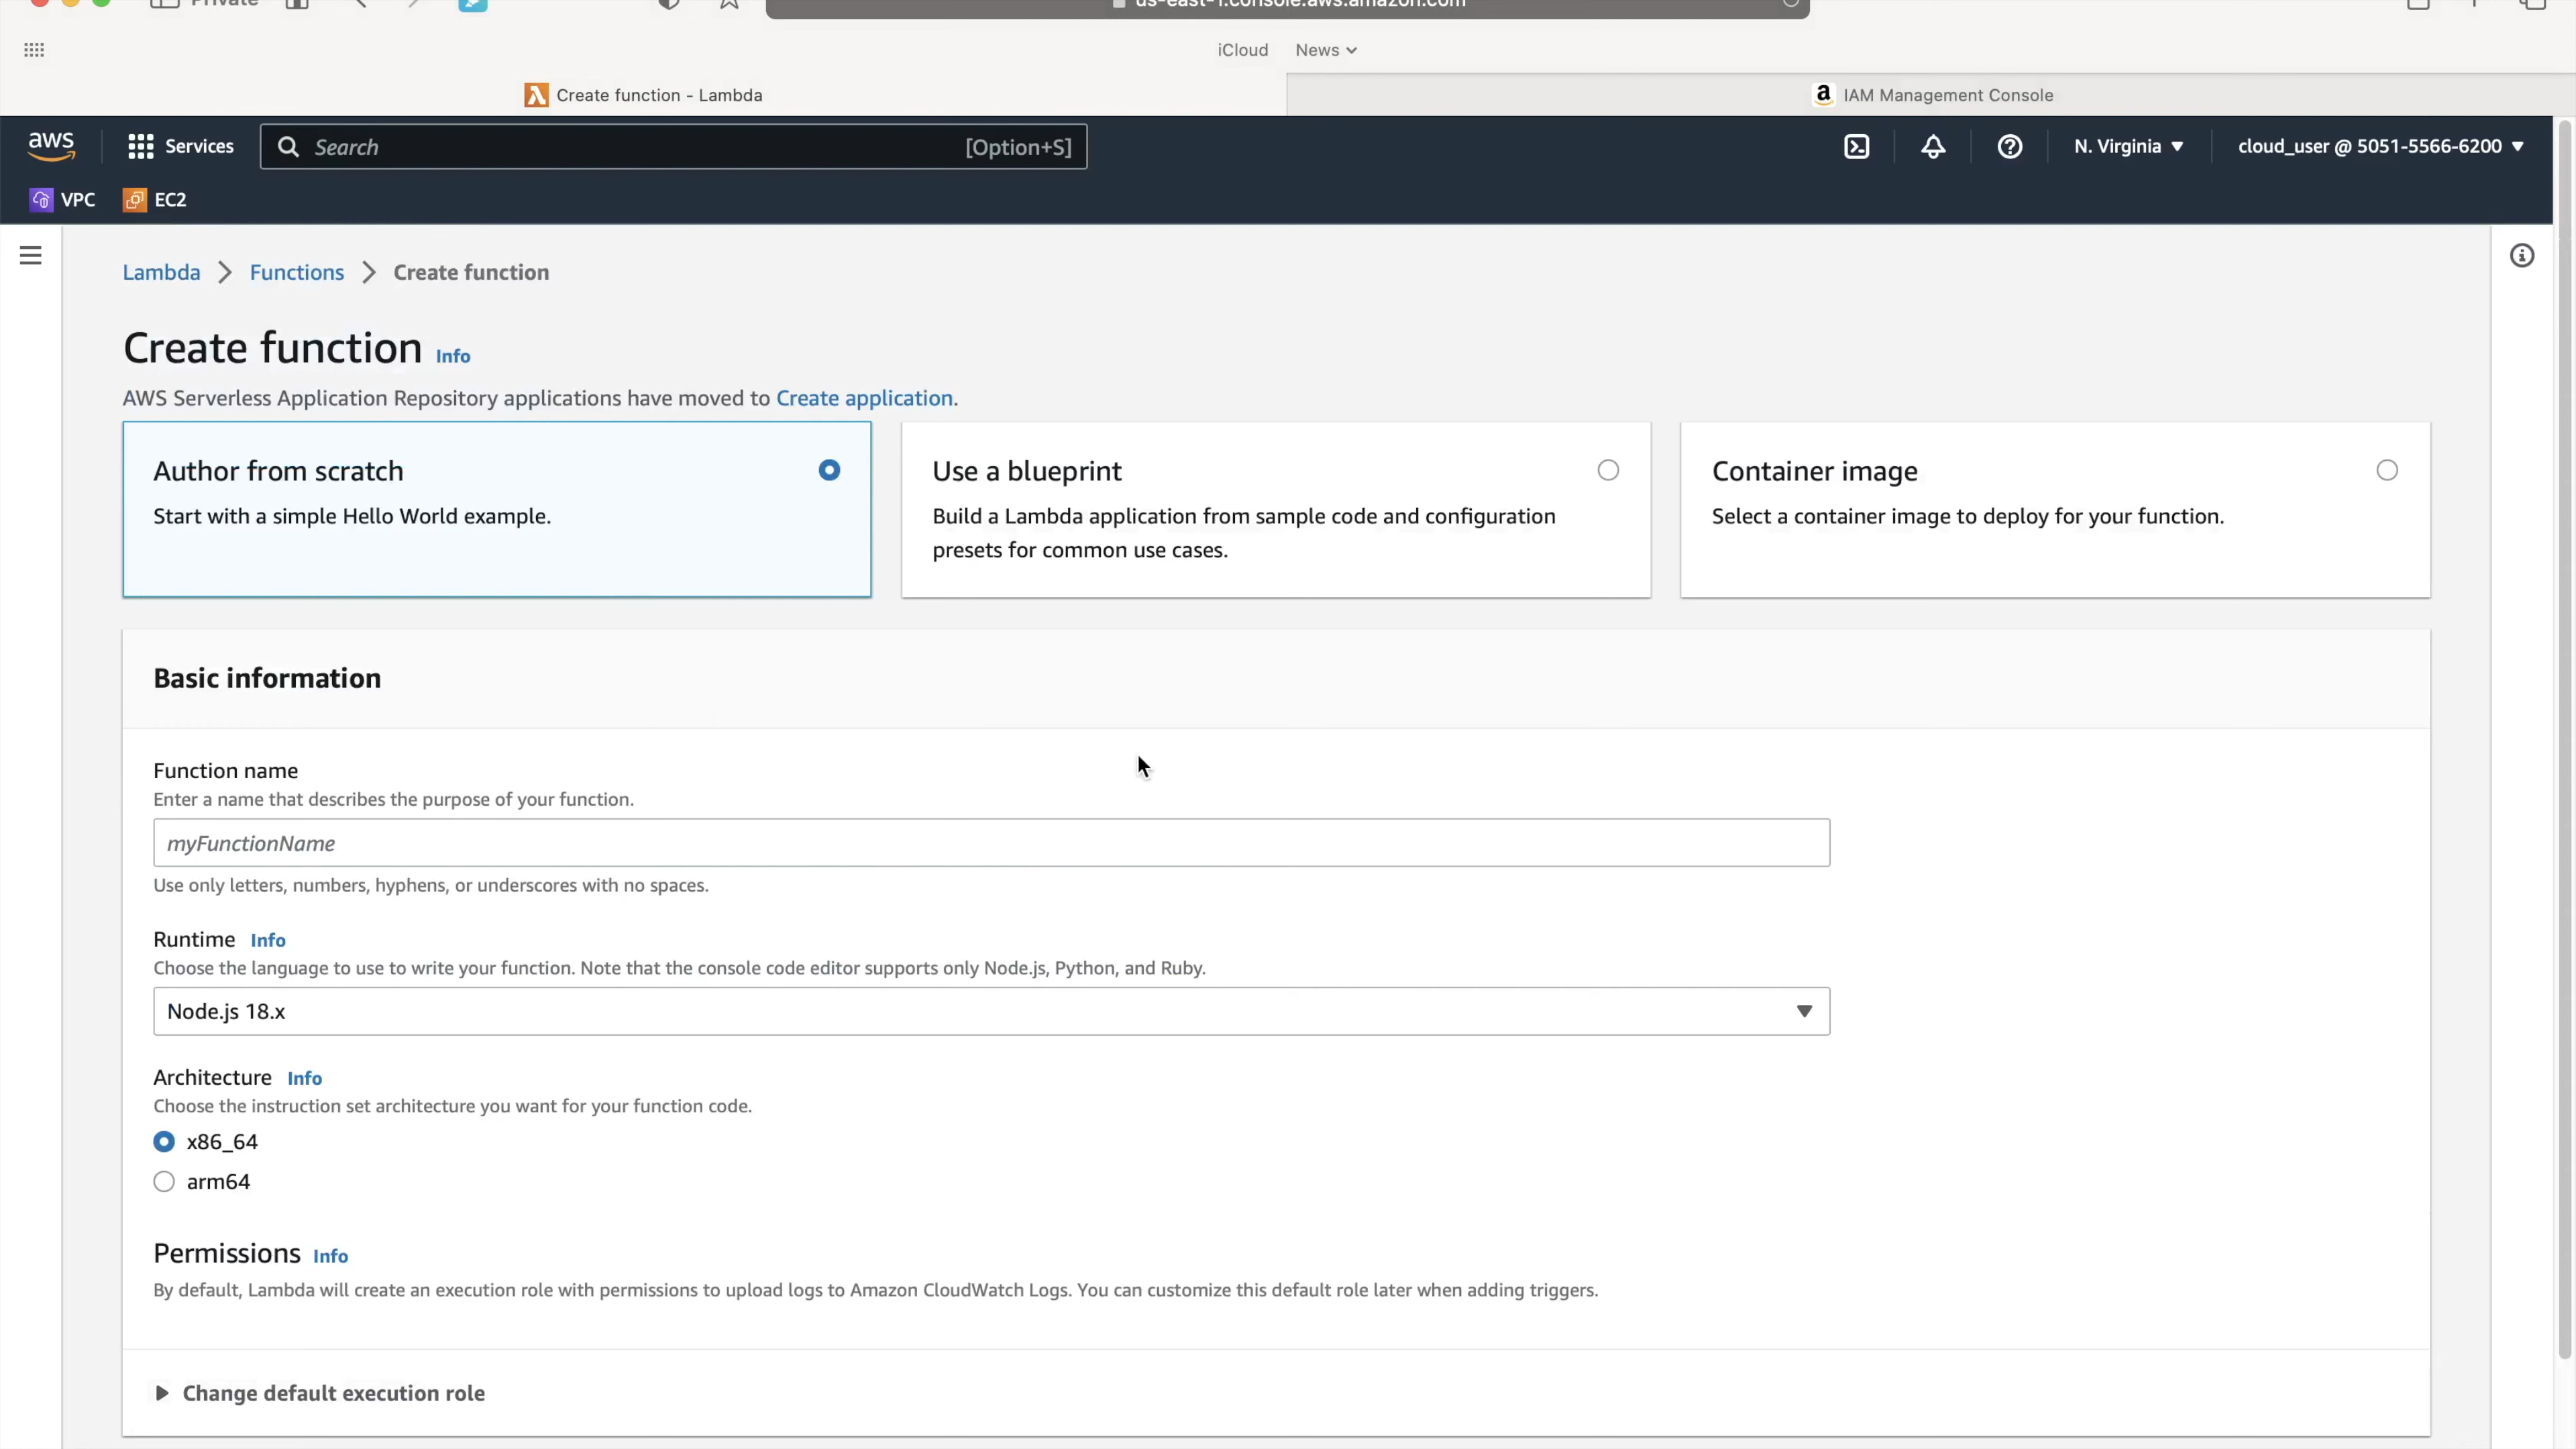 Private
us-east-1.console.aws.amazon.com
iCloud News
Create function - Lambda
a IAM Management Console
aws Services Search [Option+S] N. Virginia cloud_user @ 5051-5566-6200
VPC EC2
Lambda Functions Create function
Create function Info
AWS Serverless Application Repository applications have moved to Create application.
Author from scratch
Start with a simple Hello World example.
Use a blueprint
Build a Lambda application from sample code and configuration
presets for common use cases.
Container image
Select a container image to deploy for your function.
Basic information
Function name
Enter a name that describes the purpose of your function.
myFunctionName
Use only letters, numbers, hyphens, or underscores with no spaces.
Runtime Info
Choose the language to use to write your function. Note that the console code editor supports only Node.js, Python, and Ruby.
Node.js 18.x
Architecture Info
Choose the instruction set architecture you want for your function code.
x86_64
arm64
Permissions Info
By default, Lambda will create an execution role with permissions to upload logs to Amazon CloudWatch Logs. You can customize this default role later when adding triggers.
Change default execution role